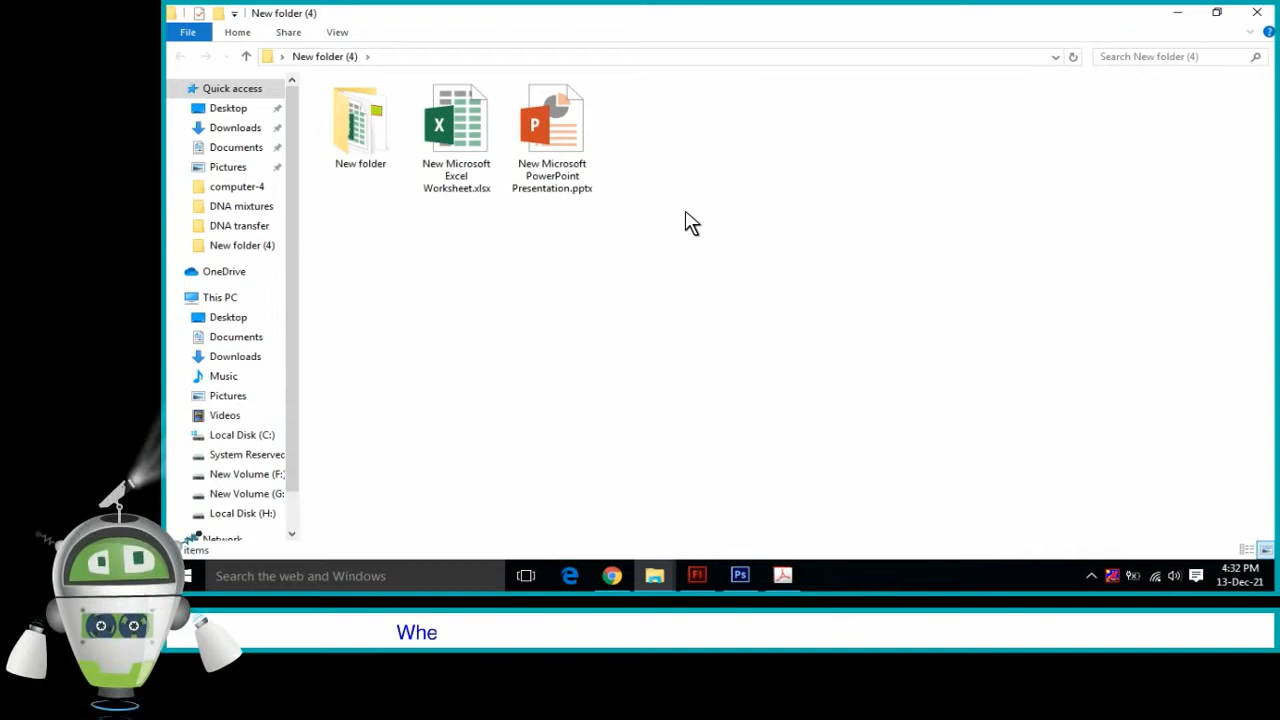 New folder (4)
File Home Share View
New folder (4)
Search New folder (4)
Quick access
Desktop
Downloads
Documents
Pictures
computer-4
DNA mixtures
DNA transfer
New folder (4)
OneDrive
This PC
Desktop
Documents
Downloads
Music
Pictures
Videos
Local Disk (C:)
System Reserved
New Volume (F:)
New Volume (G:
Local Disk (H:)
Network
items
New folder
New Microsoft
Excel
Worksheet.xlsx
New Microsoft
PowerPoint
Presentation.pptx
Search the web and Windows
4:32 PM
13-Dec-21
Whe